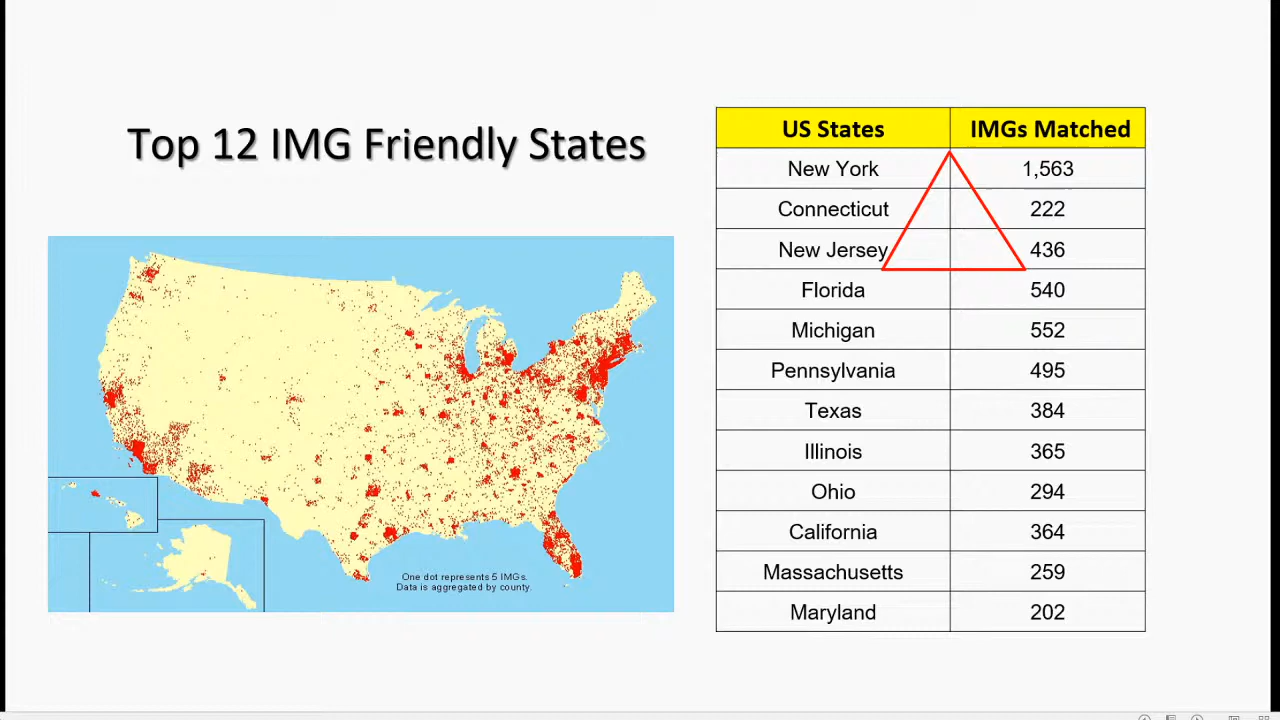 Top 12 IMG Friendly States
One dot represents 5 IMGs.
Data is aggregated by county.
US States IMGs Matched
New York 1,563
Connecticut 222
New Jersey 436
Florida 540
Michigan 552
Pennsylvania 495
Texas 384
Illinois 365
Ohio 294
California 364
Massachusetts 259
Maryland 202